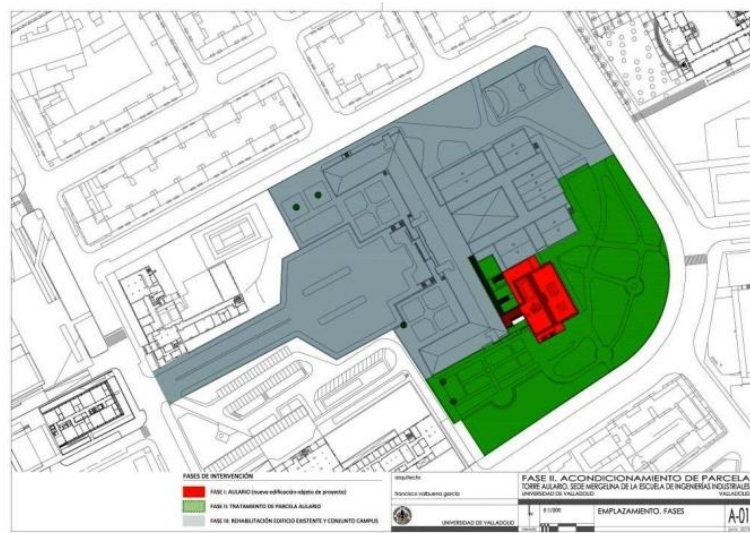 FASES DE INTERVENCIÓN
FASE I: AULARIO (nueva edificación objeto de proyecto)
FASE II: TRATAMIENTO DE PARCELA AULARIO
FASE III: REHABILITACIÓN EDIFICIO EXISTENTE Y CONJUNTO CAMPUS
arquitecto
francisco valbuena garcía
UNIVERSIDAD DE VALLADOLID
FASE II. ACONDICIONAMIENTO DE PARCELA
TORRE AULARIO. SEDE MERGELINA DE LA ESCUELA DE INGENIERÍAS INDUSTRIALES
UNIVERSIDAD DE VALLADOLID
VALLADOLID
EMPLAZAMIENTO. FASES
A-01